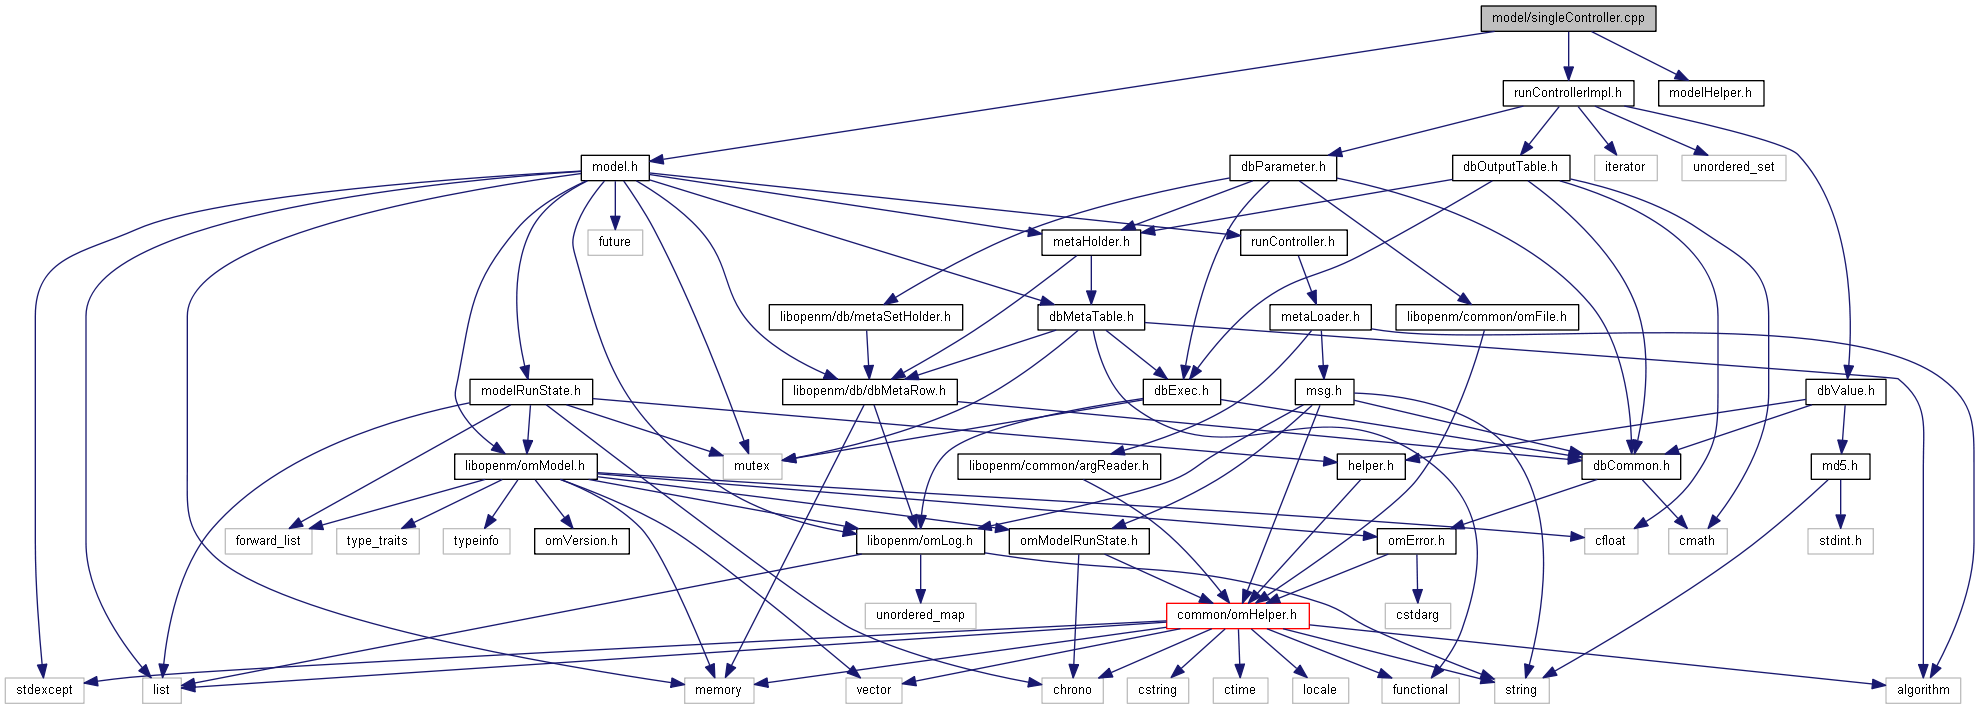 model/singleController.cpp
runControllerImpl.h
modelHelper.h
model.h
dbParameter.h
dbOutputTable.h
iterator
unordered_set
future
metaHolder.h
runController.h
libopenm/db/metaSetHolder.h
dbMetaTable.h
metaLoader.h
libopenm/common/omFile.h
modelRunState.h
libopenm/db/dbMetaRow.h
dbExec.h
msg.h
dbValue.h
libopenm/omModel.h
mutex
libopenm/common/argReader.h
helper.h
dbCommon.h
md5.h
forward_list
type_traits
typeinfo
omVersion.h
libopenm/omLog.h
omModelRunState.h
omError.h
cfloat
cmath
stdint.h
unordered_map
common/omHelper.h
cstdarg
stdexcept
list
memory
vector
chrono
cstring
ctime
locale
functional
string
algorithm